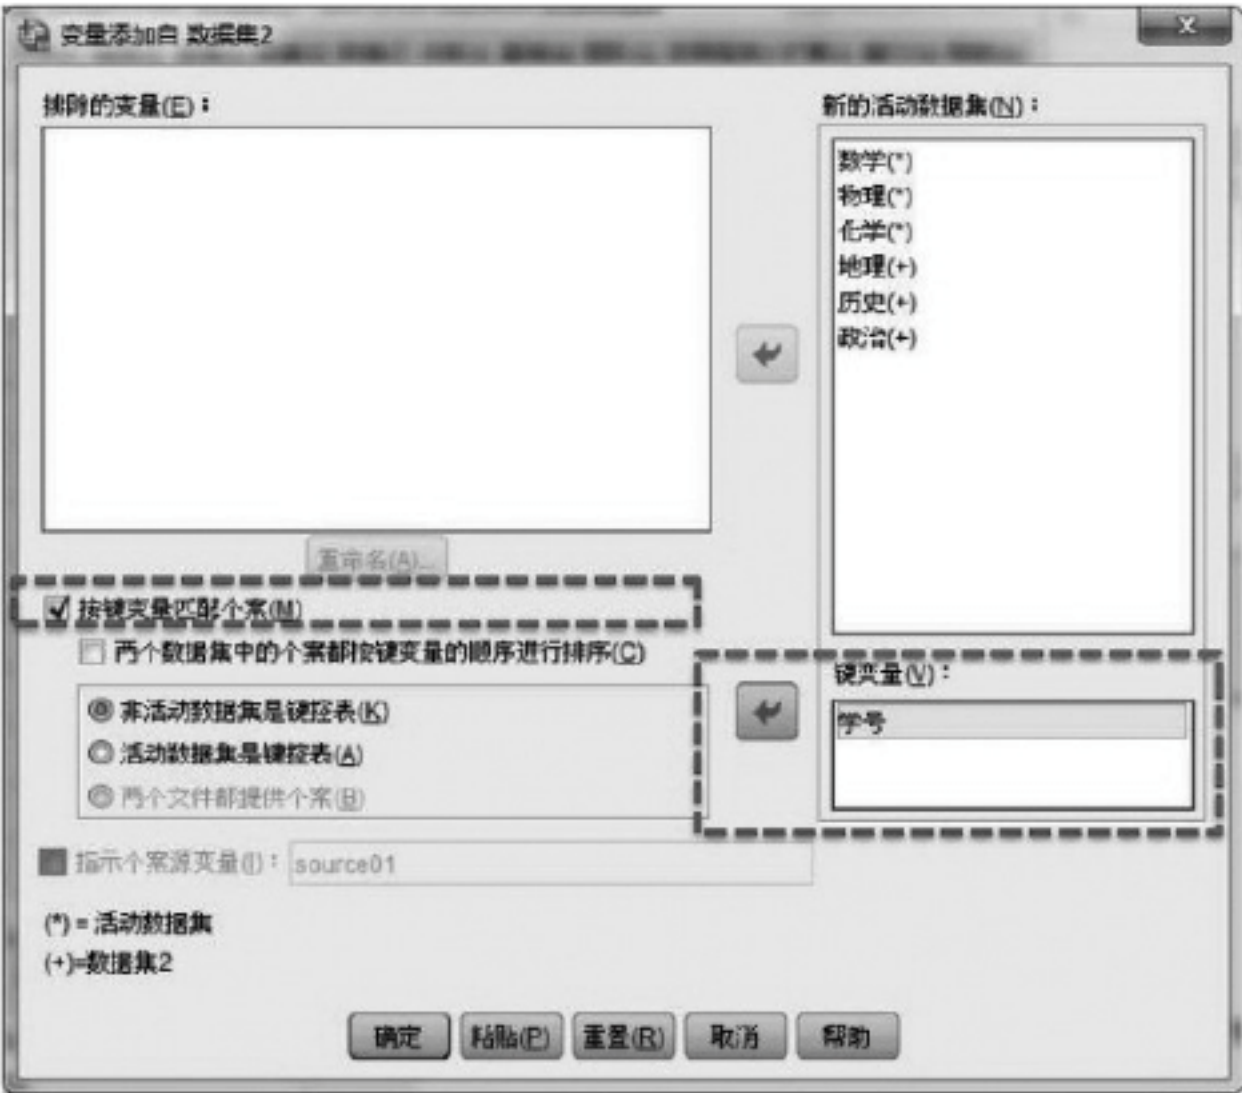 变量添加自 数据集2
排除的变量(E)：
新的活动数据集(N)：
数学(*)
物理(*)
化学(*)
地理(+)
历史(+)
政治(+)
重命名(A)...
按键变量匹配个案(M)
两个数据集中的个案都按键变量的顺序进行排序(C)
键变量(V)：
学号
非活动数据集是键控表(K)
活动数据集是键控表(A)
两个文件都提供个案(B)
指示个案源变量(I)：
source01
(*) = 活动数据集
(+)=数据集2
确定
粘贴(P)
重置(R)
取消
帮助